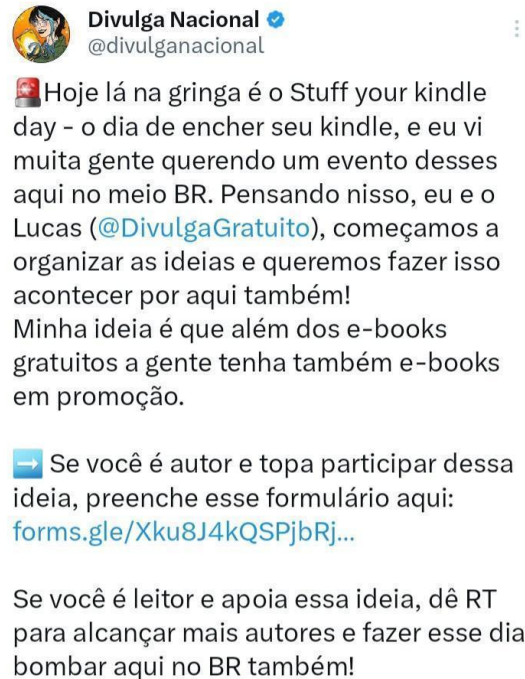 Divulga Nacional
@divulganacional
🚨Hoje lá na gringa é o Stuff your kindle
day - o dia de encher seu kindle, e eu vi
muita gente querendo um evento desses
aqui no meio BR. Pensando nisso, eu e o
Lucas (@DivulgaGratuito), começamos a
organizar as ideias e queremos fazer isso
acontecer por aqui também!
Minha ideia é que além dos e-books
gratuitos a gente tenha também e-books
em promoção.
➡️ Se você é autor e topa participar dessa
ideia, preenche esse formulário aqui:
forms.gle/Xku8J4kQSPjbRj...
Se você é leitor e apoia essa ideia, dê RT
para alcançar mais autores e fazer esse dia
bombar aqui no BR também!